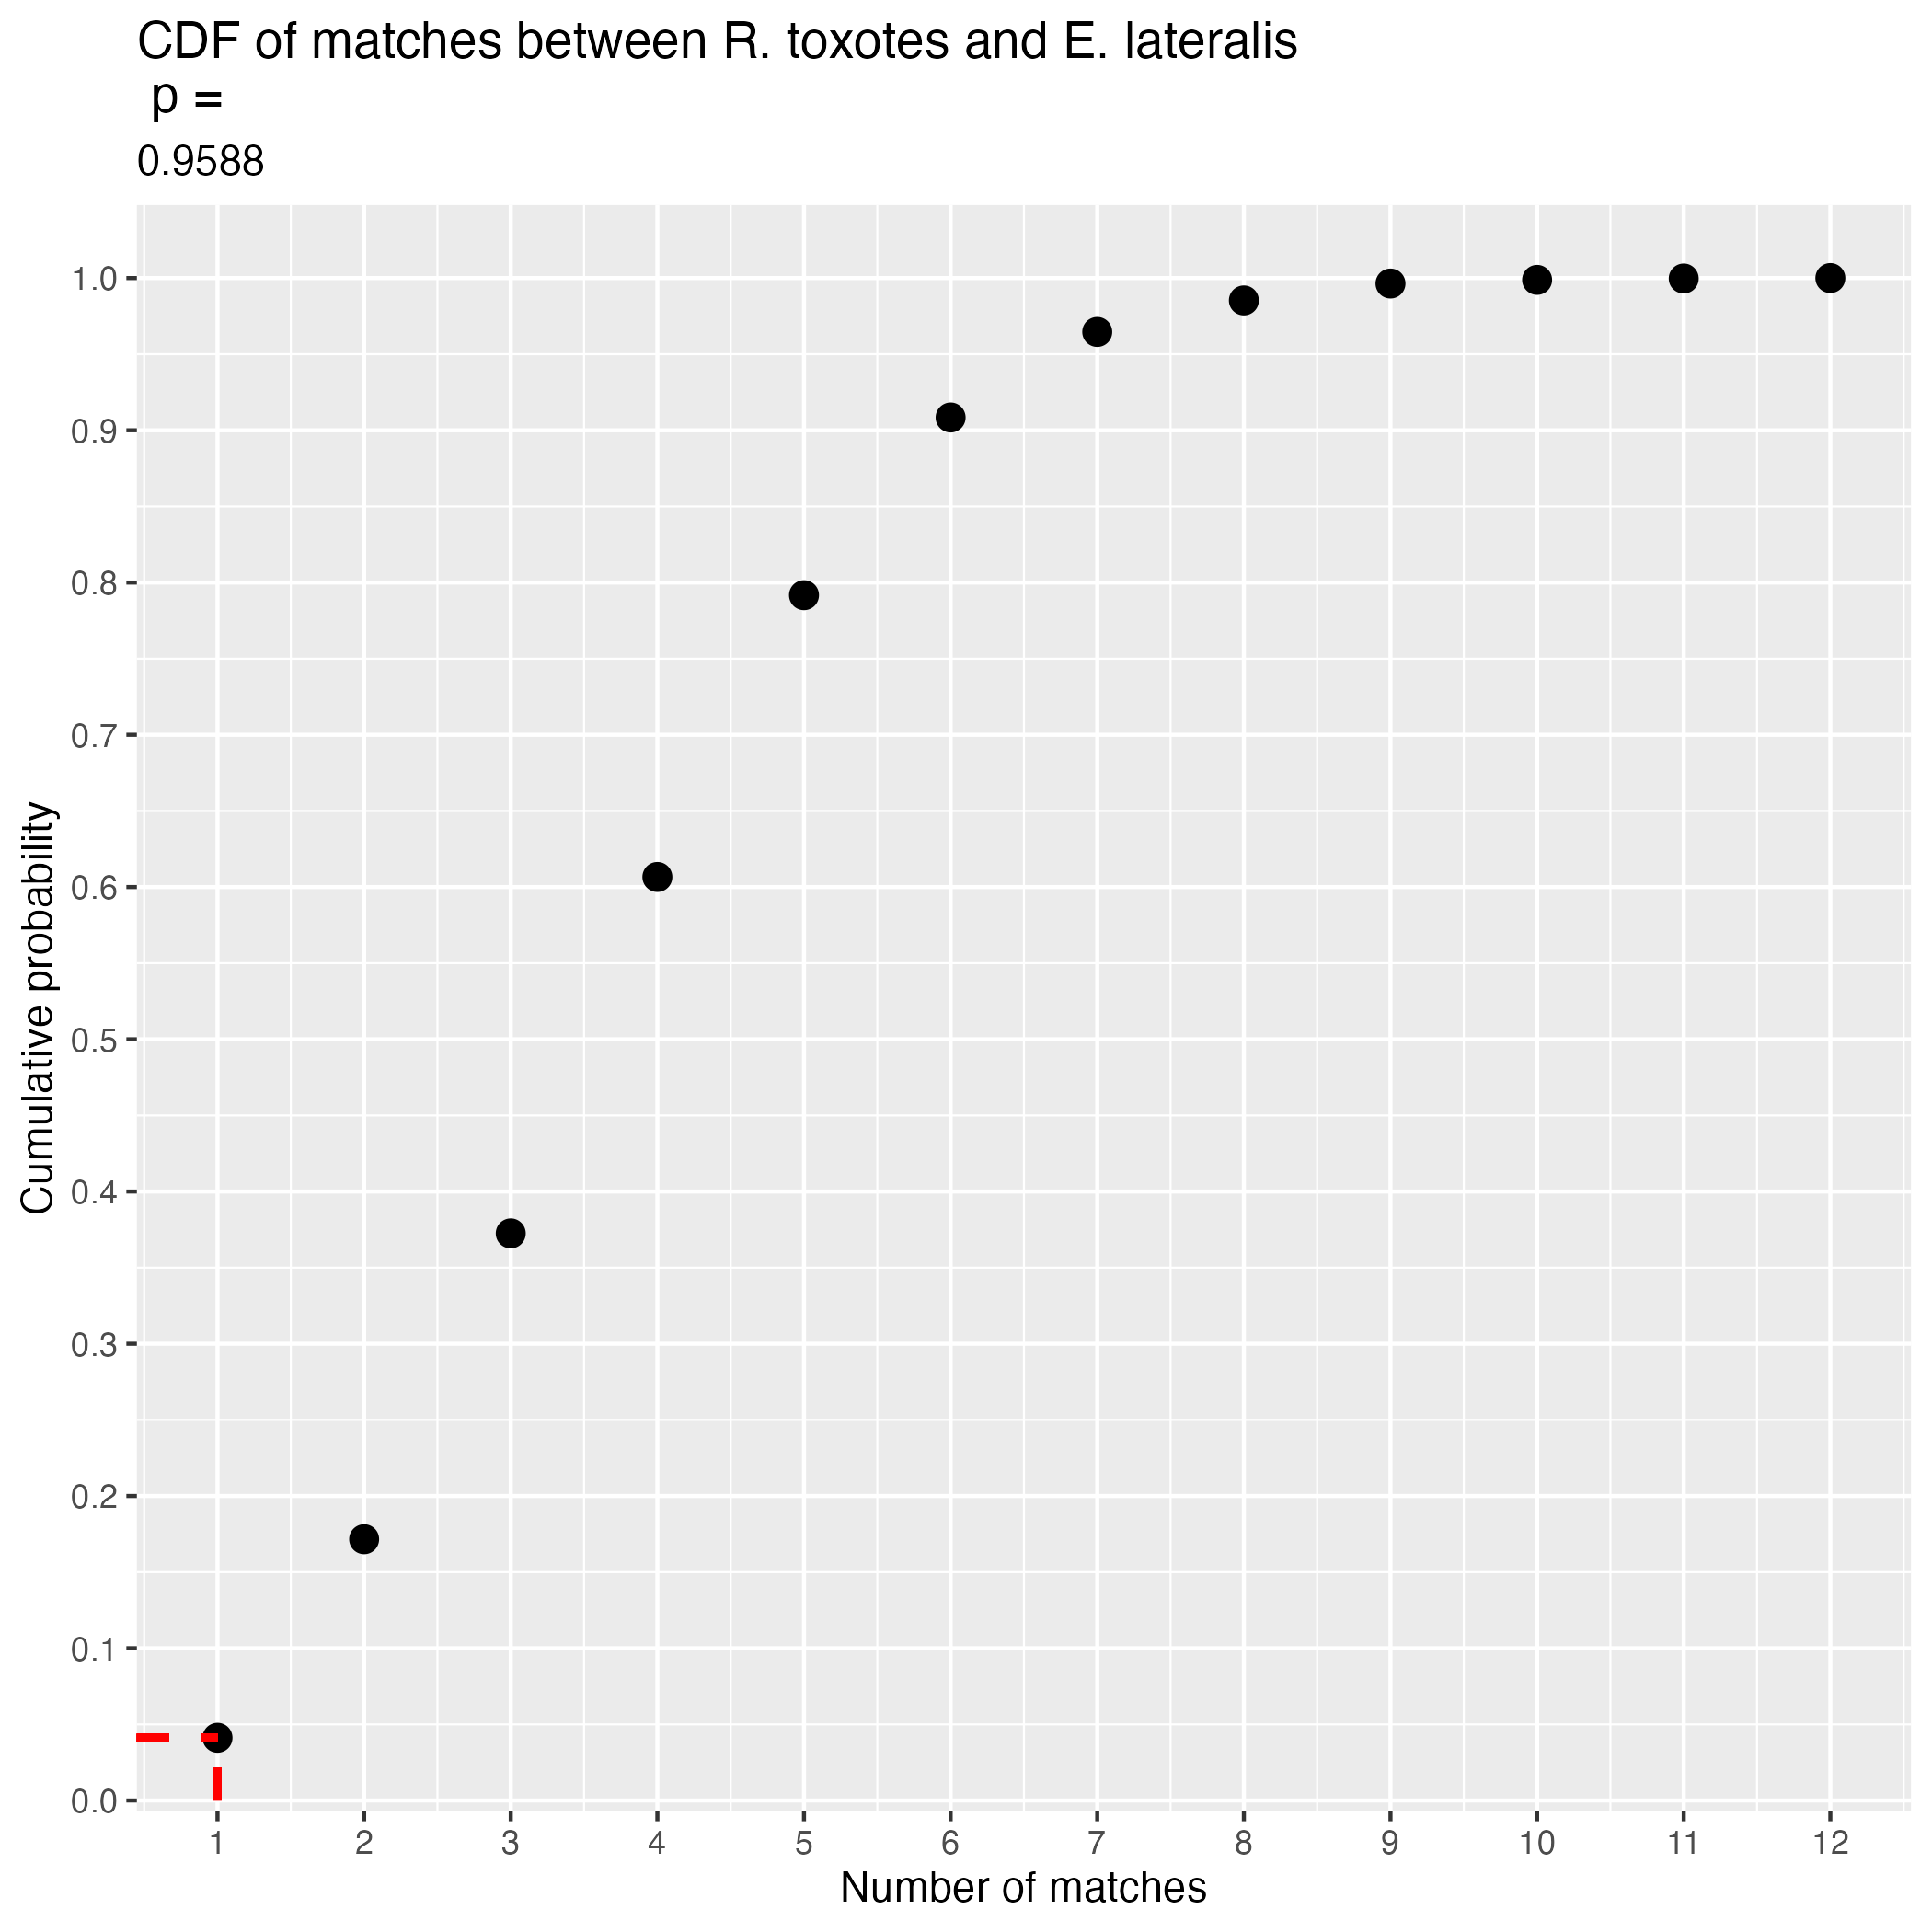 CDF of matches between R. toxotes and E. lateralis
p =
0.9588
1.0
0.9
0.8
0.7
0.6
0.5
0.4
0.3
0.2
0.1
0.0
Cumulative probability
1 2 3 4 5 6 7 8 9 10 11 12
Number of matches